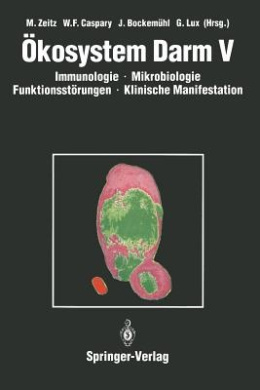 M. Zeitz W.F. Caspary J. Bockemühl G. Lux (Hrsg.)
Ökosystem Darm V
Immunologie · Mikrobiologie
Funktionsstörungen · Klinische Manifestation
Springer-Verlag